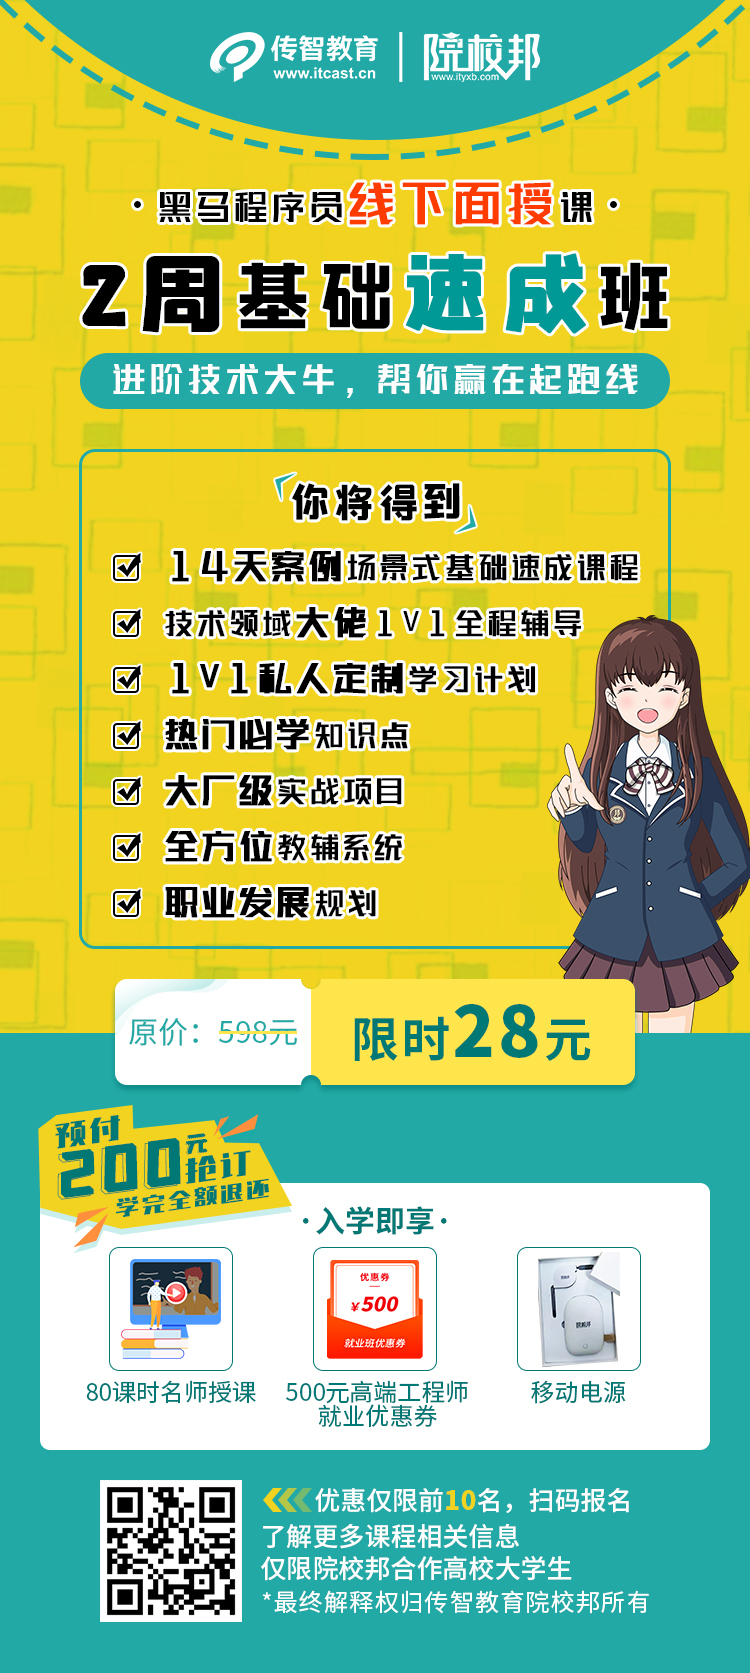 传智教育
www.itcast.cn
院校邦
www.ityxb.com
·黑马程序员线下面授课·
2周基础速成班
进阶技术大牛，帮你赢在起跑线
「你将得到」
14天案例场景式基础速成课程
技术领域大佬1V1全程辅导
1V1私人定制学习计划
热门必学知识点
大厂级实战项目
全方位教辅系统
职业发展规划
原价：598元
限时28元
预付
200元抢订
学完全额退还
·入学即享·
优惠券
¥500
就业班优惠券
院校邦
院校邦
80课时名师授课
500元高端工程师
就业优惠券
移动电源
优惠仅限前10名，扫码报名
了解更多课程相关信息
仅限院校邦合作高校大学生
*最终解释权归传智教育院校邦所有